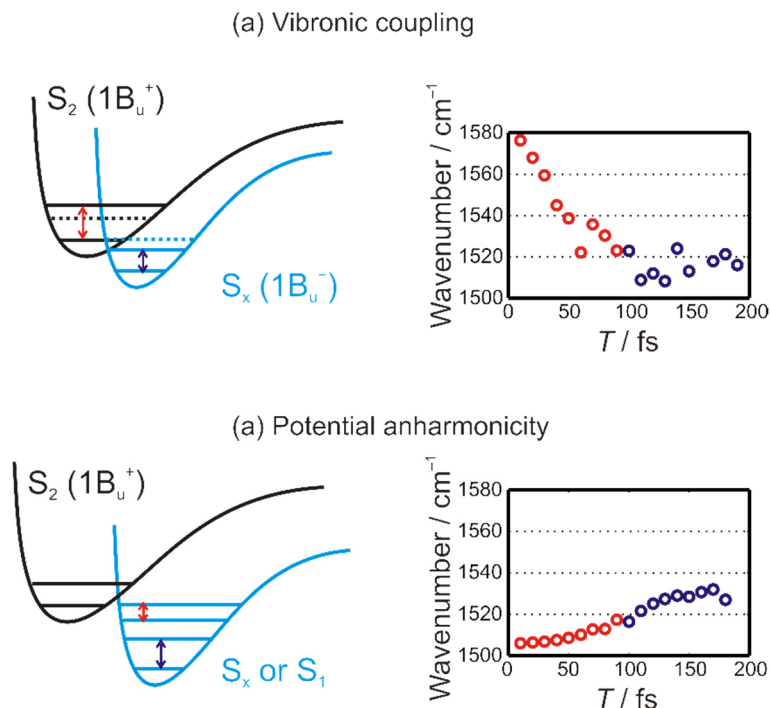 (a) Vibronic coupling
S₂ (1Bᵤ⁺)
Sₓ (1Bᵤ⁻)
Wavenumber / cm⁻¹
1580
1560
1540
1520
1500
0 50 100 150 200
T / fs
(a) Potential anharmonicity
S₂ (1Bᵤ⁺)
Sₓ or S₁
Wavenumber / cm⁻¹
1580
1560
1540
1520
1500
0 50 100 150 200
T / fs